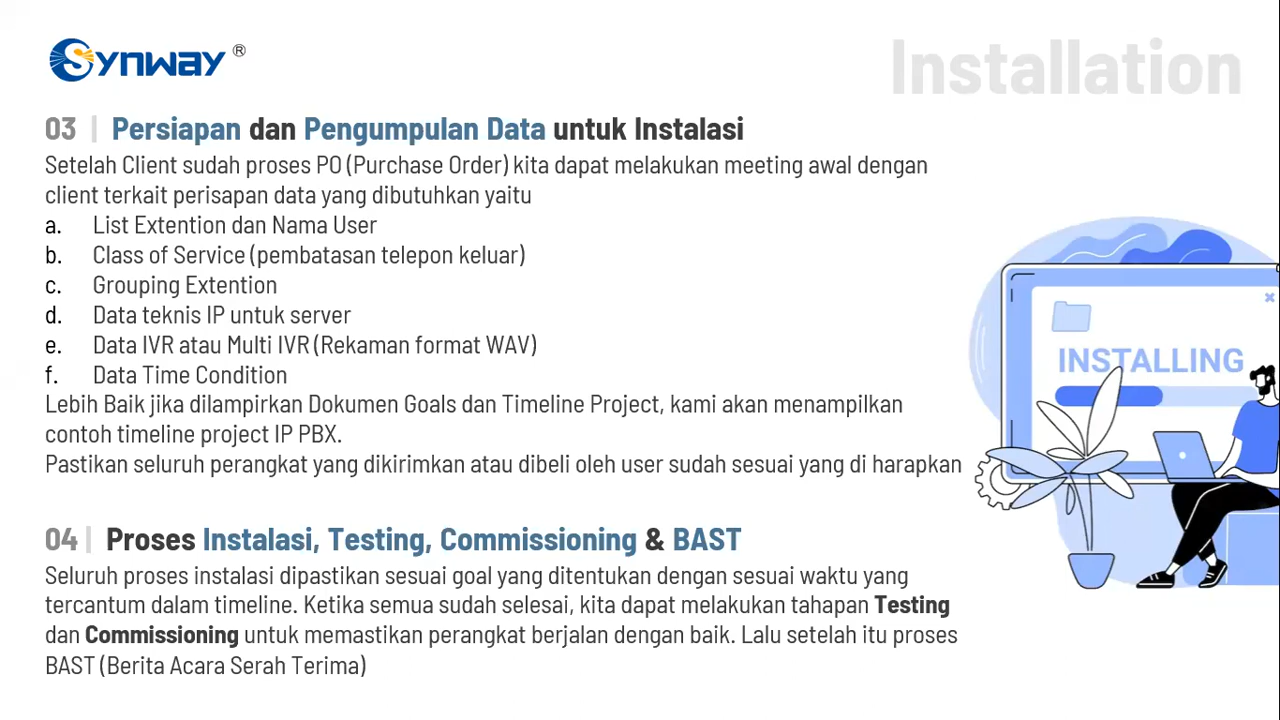 Synway ®
Installation
03 | Persiapan dan Pengumpulan Data untuk Instalasi
Setelah Client sudah proses PO (Purchase Order) kita dapat melakukan meeting awal dengan
client terkait perisapan data yang dibutuhkan yaitu
a. List Extention dan Nama User
b. Class of Service (pembatasan telepon keluar)
c. Grouping Extention
d. Data teknis IP untuk server
e. Data IVR atau Multi IVR (Rekaman format WAV)
f. Data Time Condition
Lebih Baik jika dilampirkan Dokumen Goals dan Timeline Project, kami akan menampilkan
contoh timeline project IP PBX.
Pastikan seluruh perangkat yang dikirimkan atau dibeli oleh user sudah sesuai yang di harapkan
INSTALLING
04 | Proses Instalasi, Testing, Commissioning & BAST
Seluruh proses instalasi dipastikan sesuai goal yang ditentukan dengan sesuai waktu yang
tercantum dalam timeline. Ketika semua sudah selesai, kita dapat melakukan tahapan Testing
dan Commissioning untuk memastikan perangkat berjalan dengan baik. Lalu setelah itu proses
BAST (Berita Acara Serah Terima)